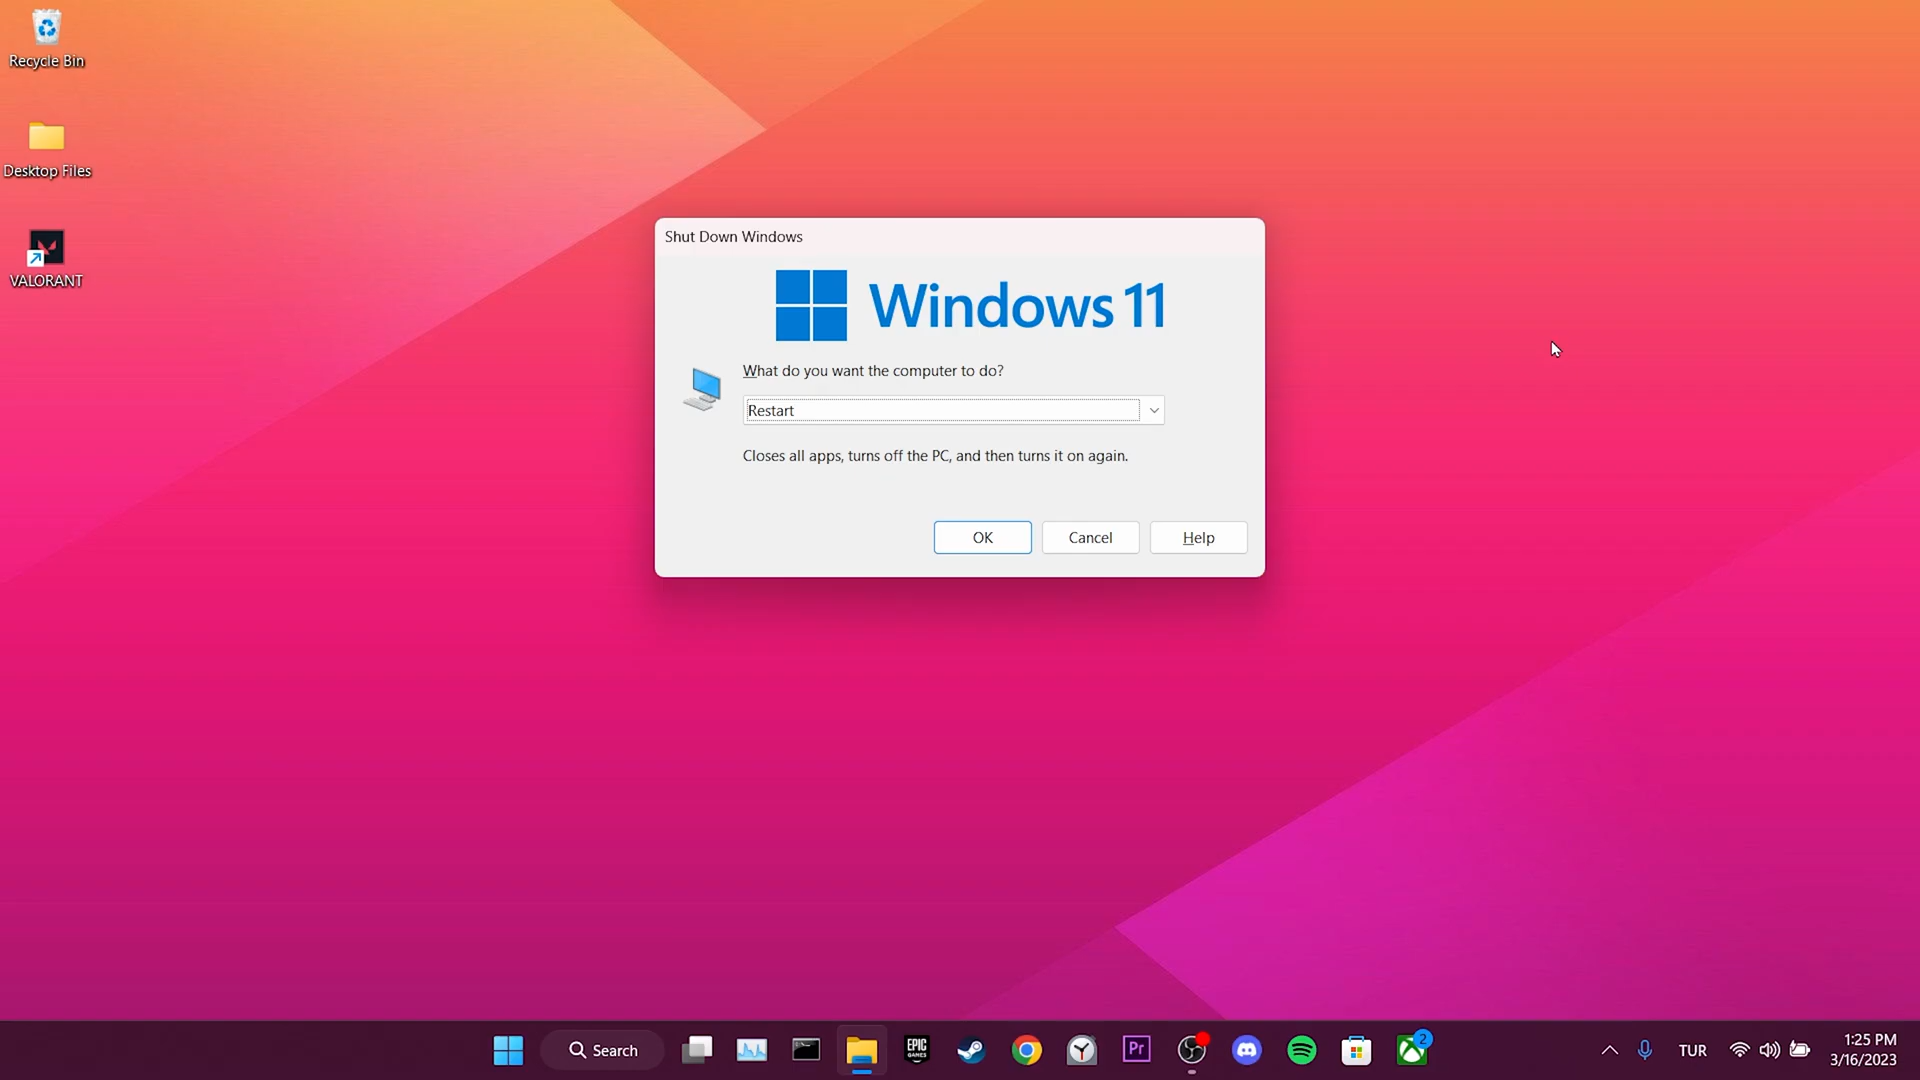 Recycle Bin
Desktop Files
VALORANT
Shut Down Windows
Windows 11
What do you want the computer to do?
Restart
Closes all apps, turns off the PC, and then turns it on again.
OK
Cancel
Help
Search
EPIC
GAMES
Pr
2
TUR
1:25 PM
3/16/2023